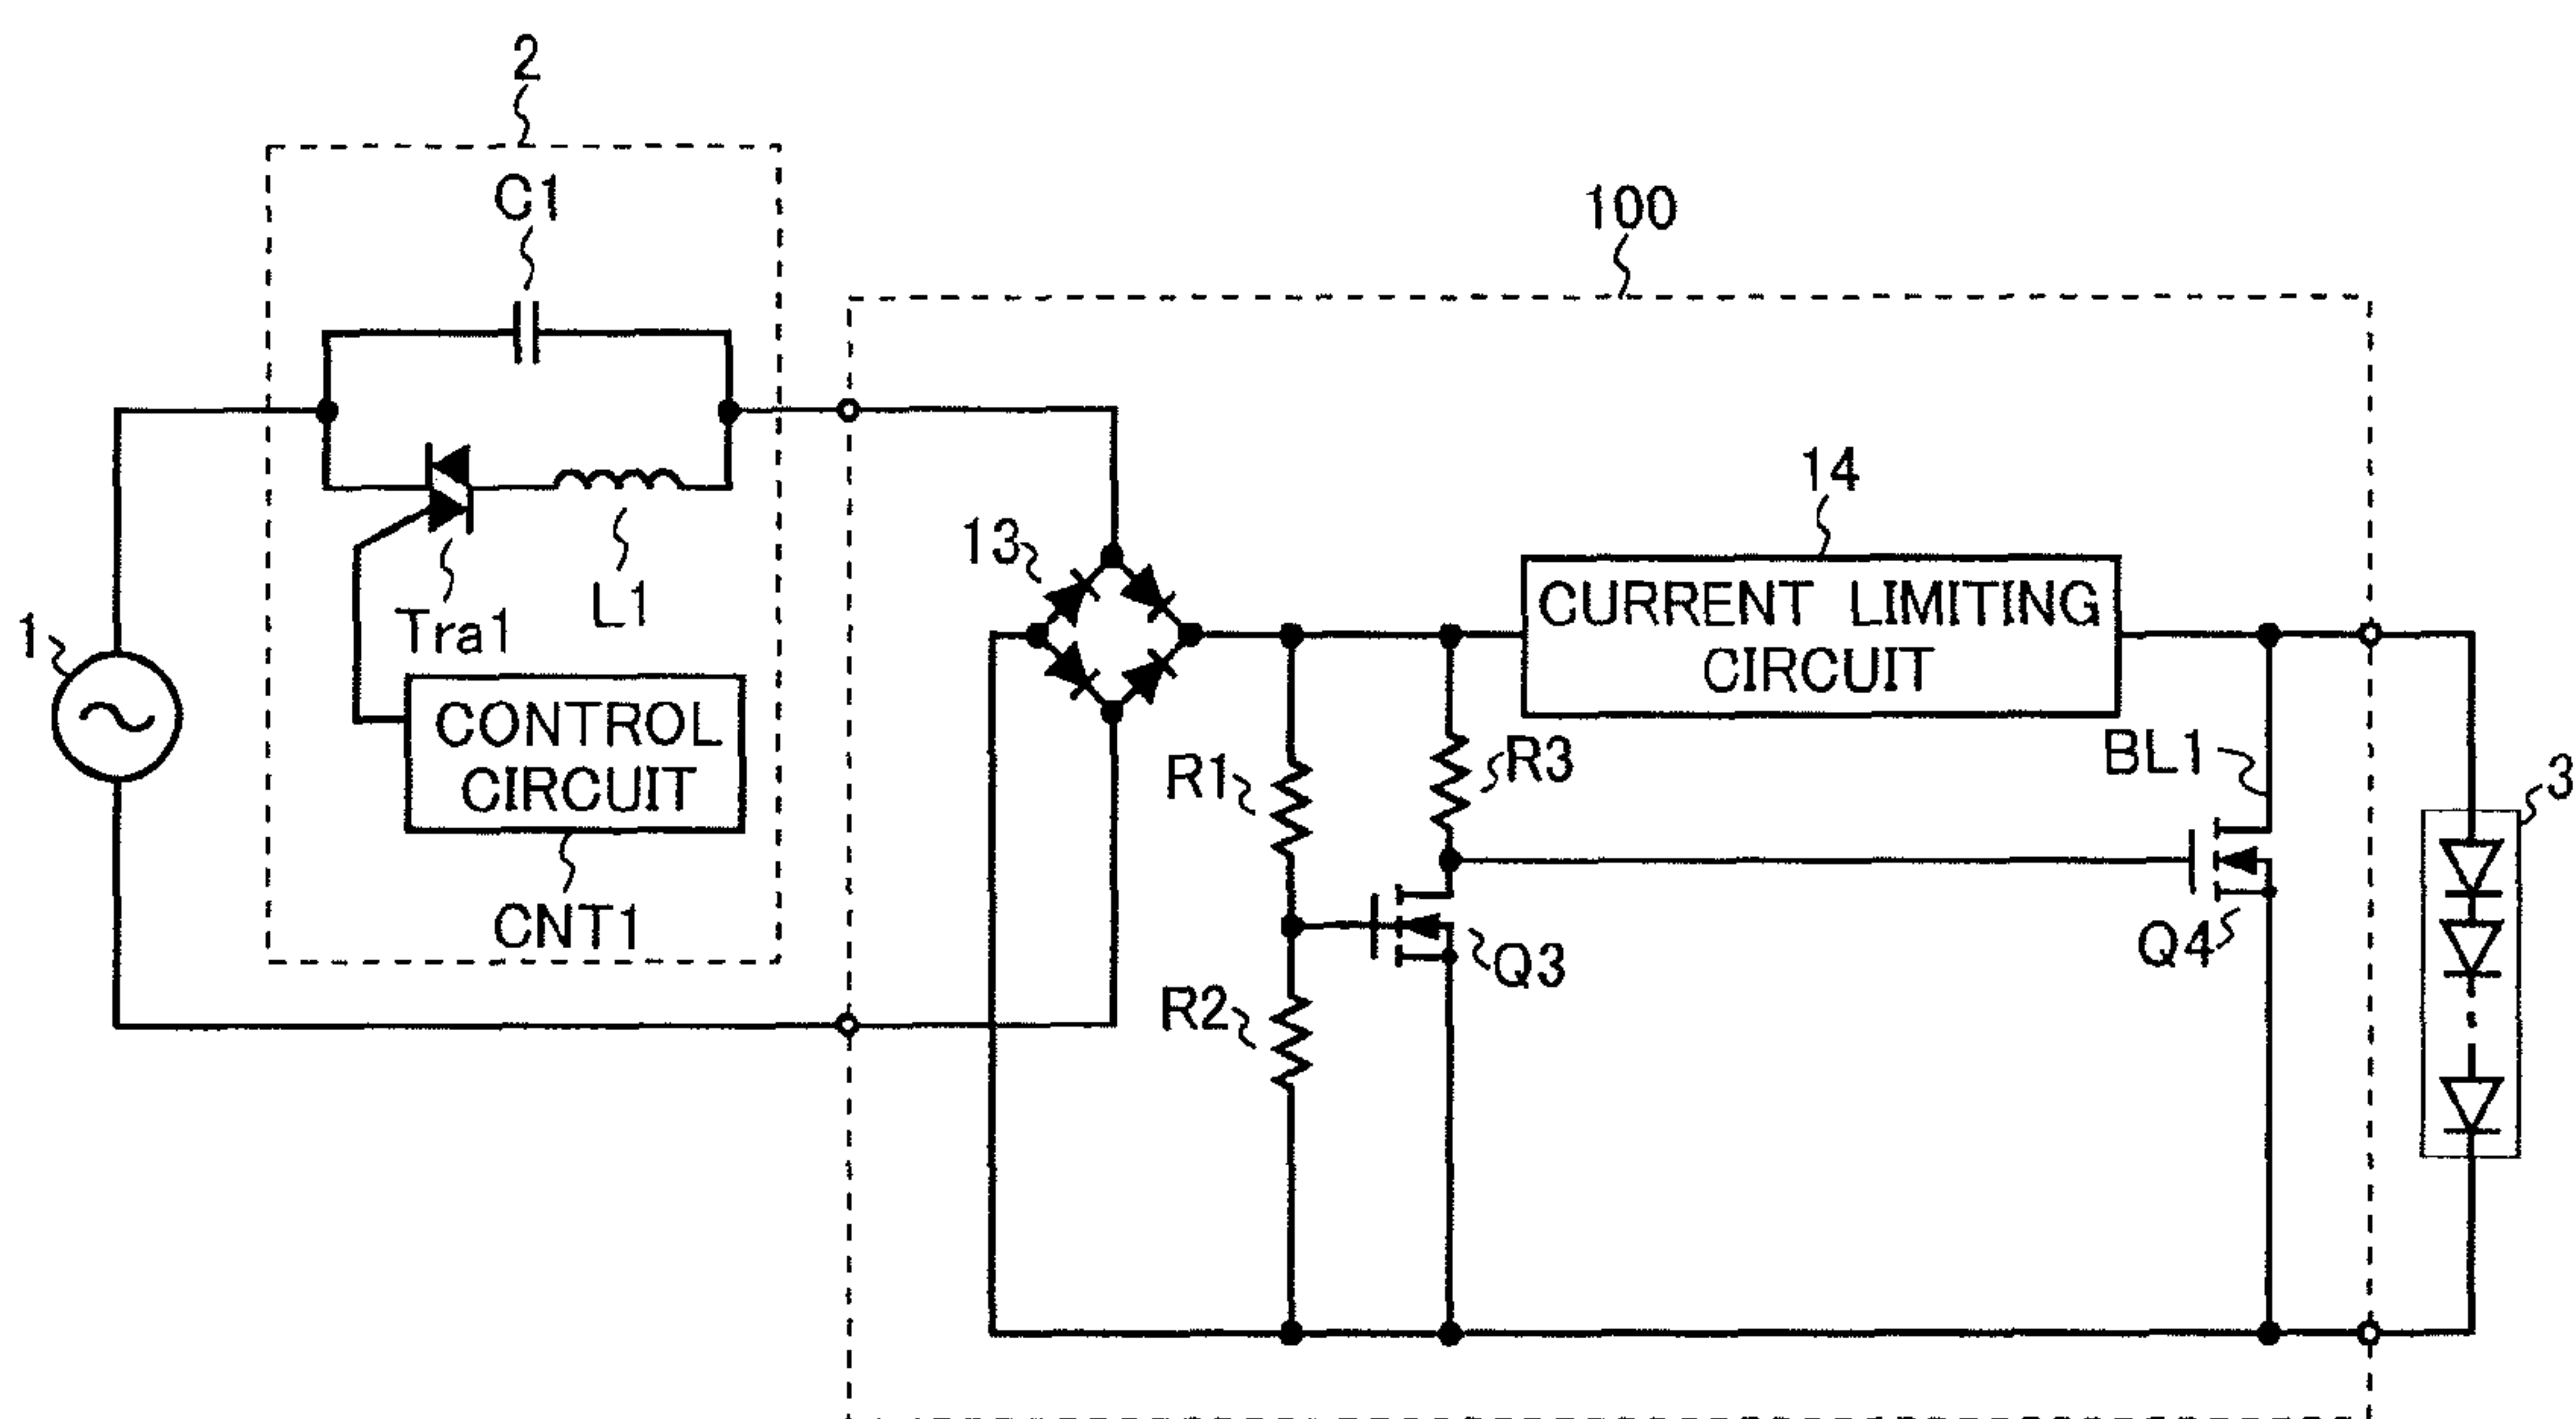 2
C1
100
14
13
CURRENT LIMITING
CIRCUIT
Tra1
L1
1
CONTROL
CIRCUIT
R1
R3
BL1
3
CNT1
Q3
Q4
R2